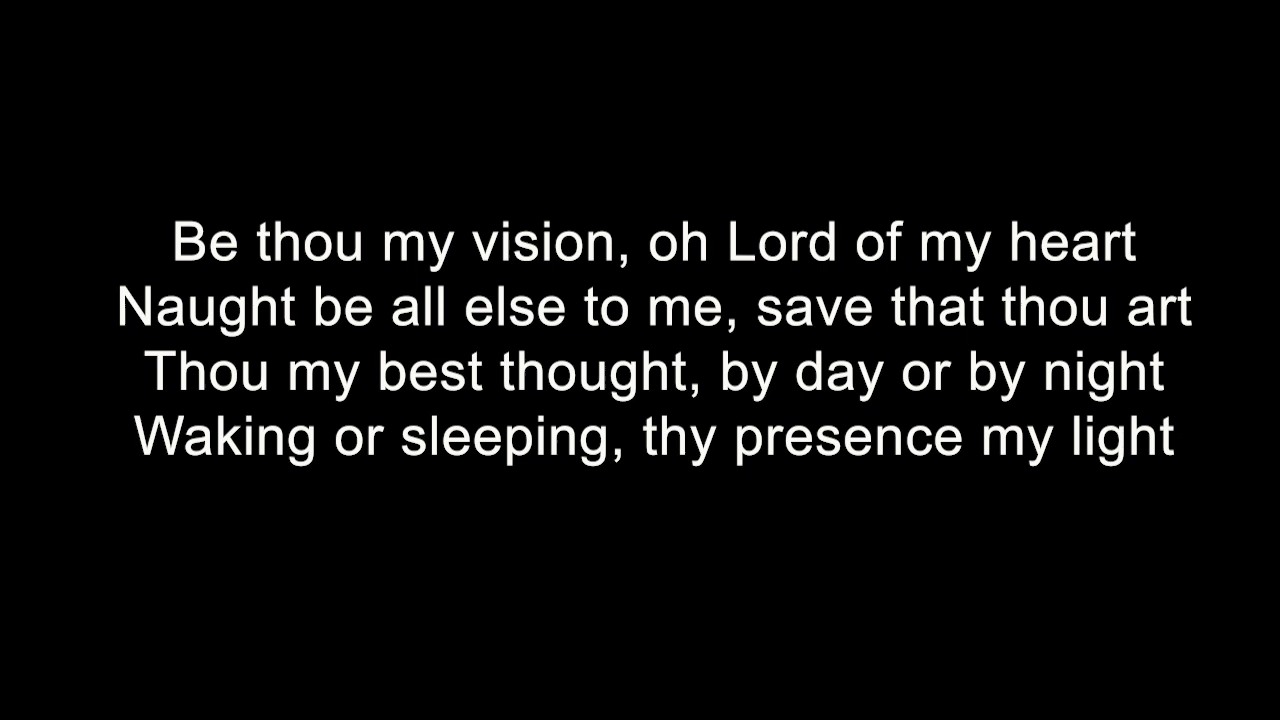 Be thou my vision, oh Lord of my heart
Naught be all else to me, save that thou art
Thou my best thought, by day or by night
Waking or sleeping, thy presence my light